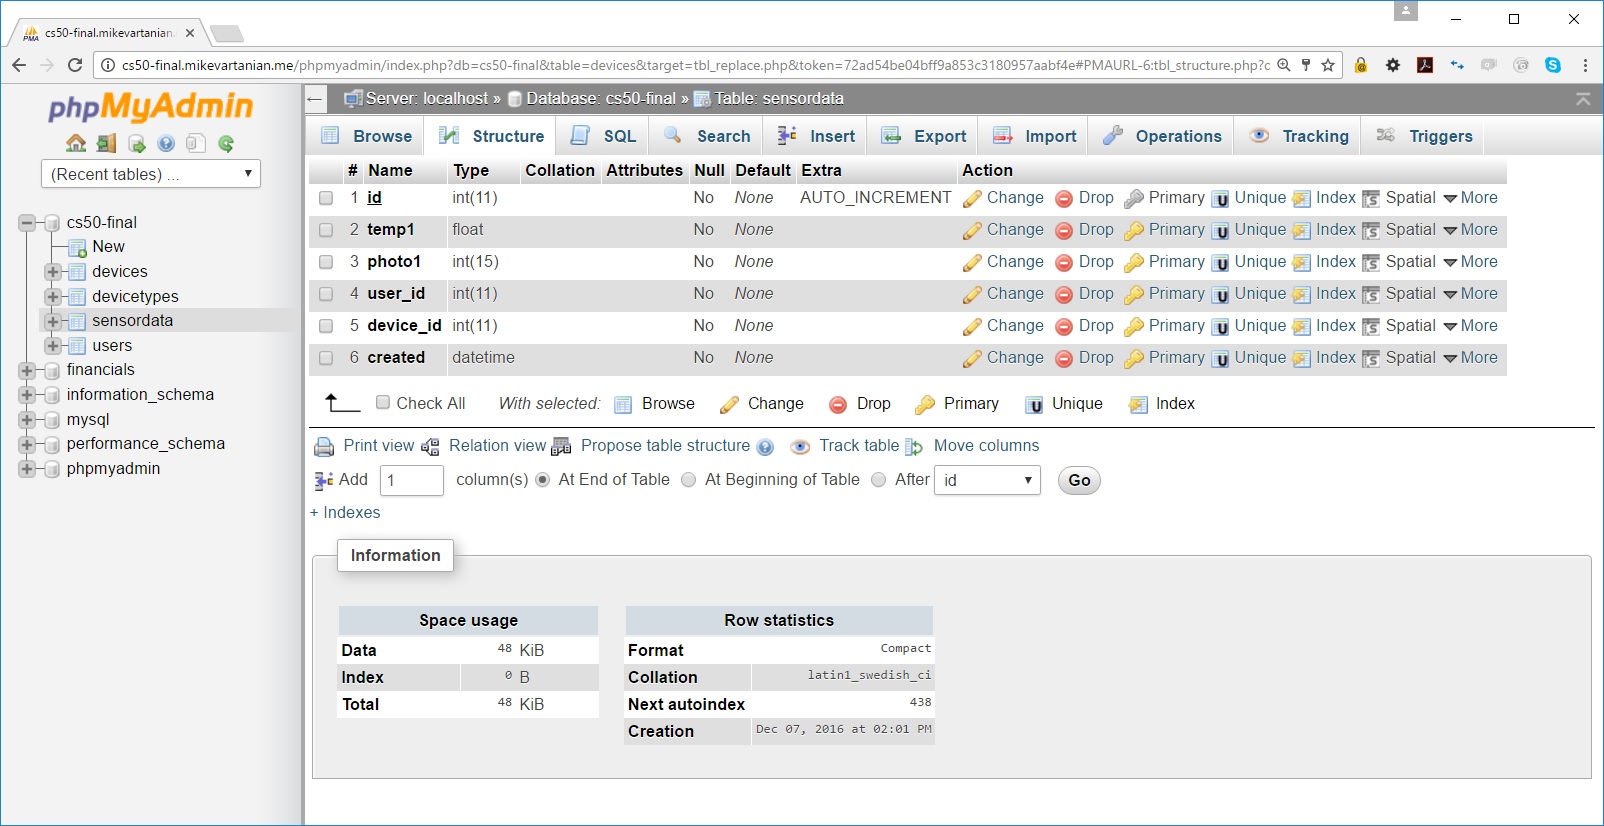 cs50-final.mikevartanian.
cs50-final.mikevartanian.me/phpmyadmin/index.php?db=cs50-final&table=devices&target=tbl_replace.php&token=72ad54be04bff9a853c3180957aabf4e#PMAURL-6:tbl_structure.php?c
phpMyAdmin
(Recent tables) ...
cs50-final
New
devices
devicetypes
sensordata
users
financials
information_schema
mysql
performance_schema
phpmyadmin
Server: localhost » Database: cs50-final » Table: sensordata
Browse Structure SQL Search Insert Export Import Operations Tracking Triggers
# Name Type Collation Attributes Null Default Extra Action
1 id int(11) No None AUTO_INCREMENT Change Drop Primary Unique Index Spatial More
2 temp1 float No None Change Drop Primary Unique Index Spatial More
3 photo1 int(15) No None Change Drop Primary Unique Index Spatial More
4 user_id int(11) No None Change Drop Primary Unique Index Spatial More
5 device_id int(11) No None Change Drop Primary Unique Index Spatial More
6 created datetime No None Change Drop Primary Unique Index Spatial More
Check All With selected: Browse Change Drop Primary Unique Index
Print view Relation view Propose table structure Track table Move columns
Add 1 column(s) At End of Table At Beginning of Table After id Go
+ Indexes
Information
Space usage
Data 48 KiB
Index 0 B
Total 48 KiB
Row statistics
Format Compact
Collation latin1_swedish_ci
Next autoindex 438
Creation Dec 07, 2016 at 02:01 PM